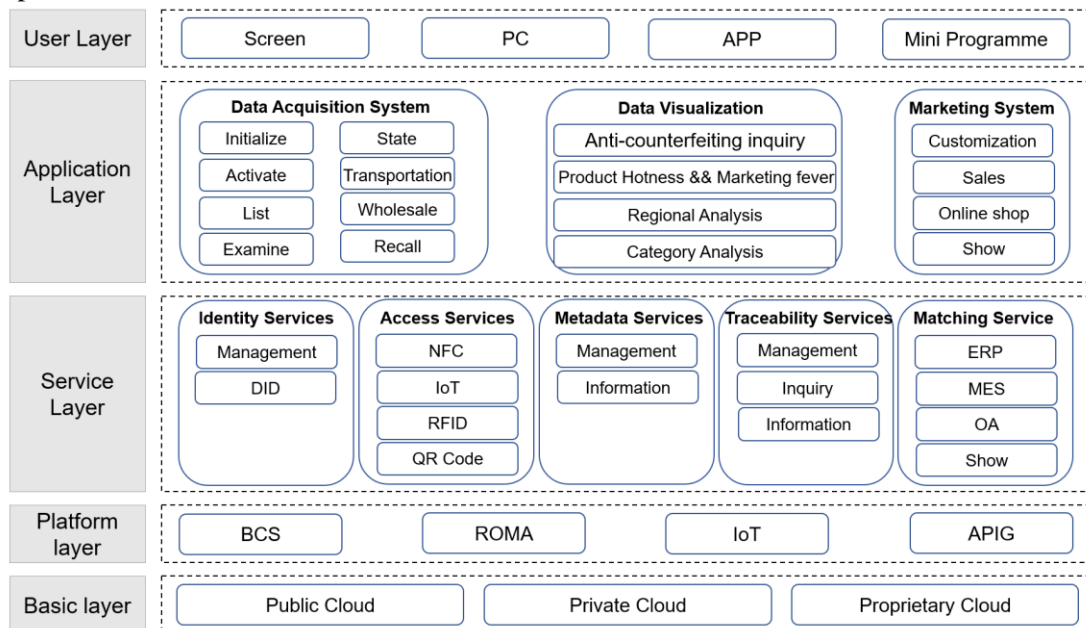 User Layer
Screen
PC
APP
Mini Programme
Application
Layer
Data Acquisition System
Initialize
State
Activate
Transportation
List
Wholesale
Examine
Recall
Data Visualization
Anti-counterfeiting inquiry
Product Hotness && Marketing fever
Regional Analysis
Category Analysis
Marketing System
Customization
Sales
Online shop
Show
Service
Layer
Identity Services
Management
DID
Access Services
NFC
IoT
RFID
QR Code
Metadata Services
Management
Information
Traceability Services
Management
Inquiry
Information
Matching Service
ERP
MES
OA
Show
Platform
layer
BCS
ROMA
IoT
APIG
Basic layer
Public Cloud
Private Cloud
Proprietary Cloud